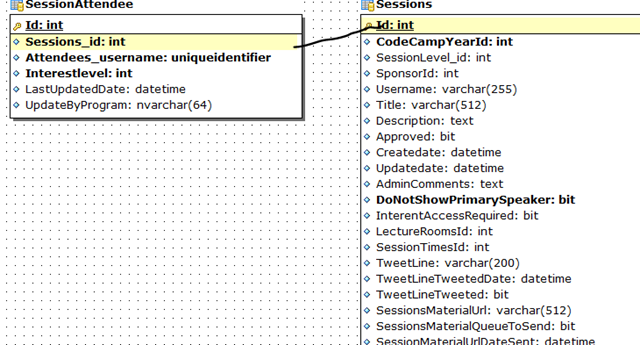 SessionAttendee
Id: int
Sessions_id: int
Attendees_username: uniqueidentifier
Interestlevel: int
LastUpdatedDate: datetime
UpdateByProgram: nvarchar(64)
Sessions
Id: int
CodeCampYearId: int
SessionLevel_id: int
SponsorId: int
Username: varchar(255)
Title: varchar(512)
Description: text
Approved: bit
Createdate: datetime
Updatedate: datetime
AdminComments: text
DoNotShowPrimarySpeaker: bit
InterentAccessRequired: bit
LectureRoomsId: int
SessionTimesId: int
TweetLine: varchar(200)
TweetLineTweetedDate: datetime
TweetLineTweeted: bit
SessionsMaterialUrl: varchar(512)
SessionsMaterialQueueToSend: bit
SessionMaterialUrlDateSent: datetime